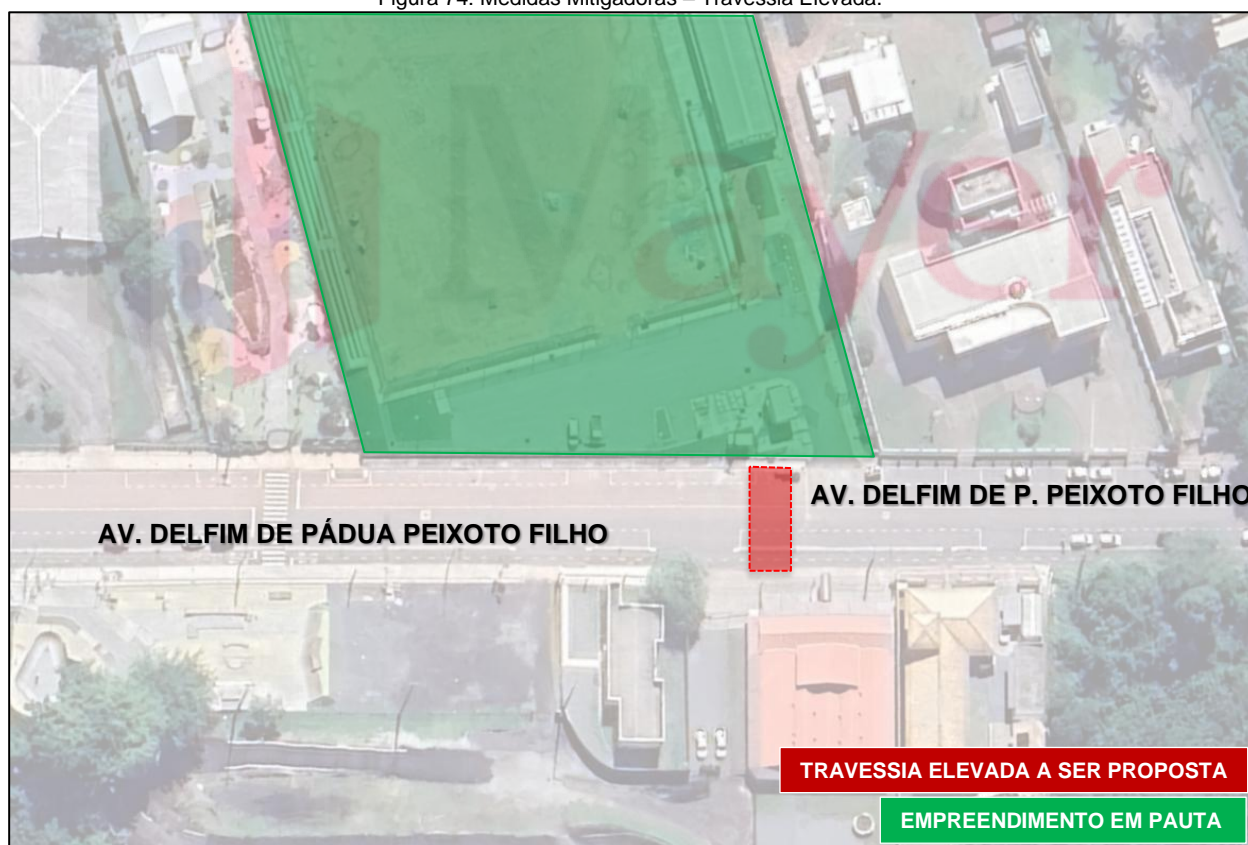 Figura 74: Medidas Mitigadoras – Travessia Elevada.
Mayer
AV. DELFIM DE P. PEIXOTO FILHO
AV. DELFIM DE PÁDUA PEIXOTO FILHO
TRAVESSIA ELEVADA A SER PROPOSTA
EMPREENDIMENTO EM PAUTA